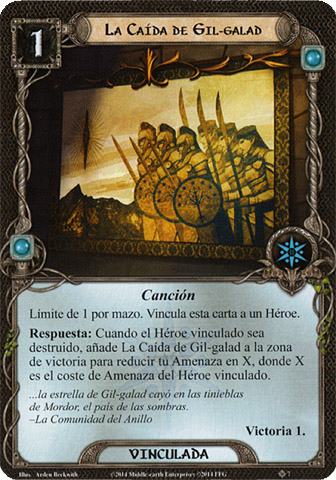 1
La Caída de Gil-galad
Canción
Límite de 1 por mazo. Vincula esta carta a un Héroe.
Respuesta: Cuando el Héroe vinculado sea
destruido, añade La Caída de Gil-galad a la zona
de victoria para reducir tu Amenaza en X, donde X
es el coste de Amenaza del Héroe vinculado.
...la estrella de Gil-galad cayó en las tinieblas
de Mordor, el país de las sombras.
–La Comunidad del Anillo
Victoria 1.
VINCULADA
Illus. Arden Beckwith
©2014 Middle-earth Enterprises ©2014 FFG
7